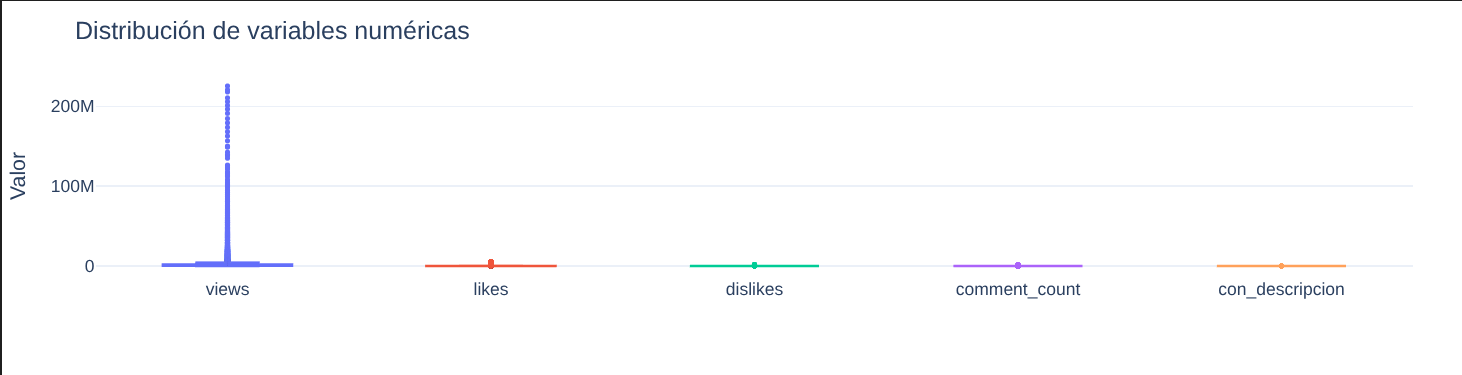 Distribución de variables numéricas
Valor
200M
100M
0
views
likes
dislikes
comment_count
con_descripcion